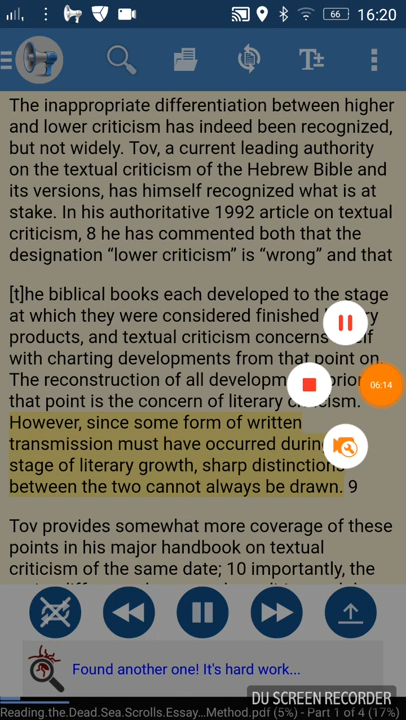 66 16:20
T±
The inappropriate differentiation between higher
and lower criticism has indeed been recognized,
but not widely. Tov, a current leading authority
on the textual criticism of the Hebrew Bible and
its versions, has himself recognized what is at
stake. In his authoritative 1992 article on textual
criticism, 8 he has commented both that the
designation “lower criticism” is “wrong” and that
[t]he biblical books each developed to the stage
at which they were considered finished
products, and textual criticism concerns
with charting developments from that point on.
The reconstruction of all
that point is the concern of literary
However, since some form of written
transmission must have occurred
stage of literary growth, sharp distinctions
between the two cannot always be drawn. 9
06:14
Tov provides somewhat more coverage of these
points in his major handbook on textual
criticism of the same date; 10 importantly, the
Found another one! It's hard work...
DU SCREEN RECORDER
Reading.the.Dead.Sea.Scrolls.Essay...Method.pdf (5%) - Part 1 of 4 (17%)